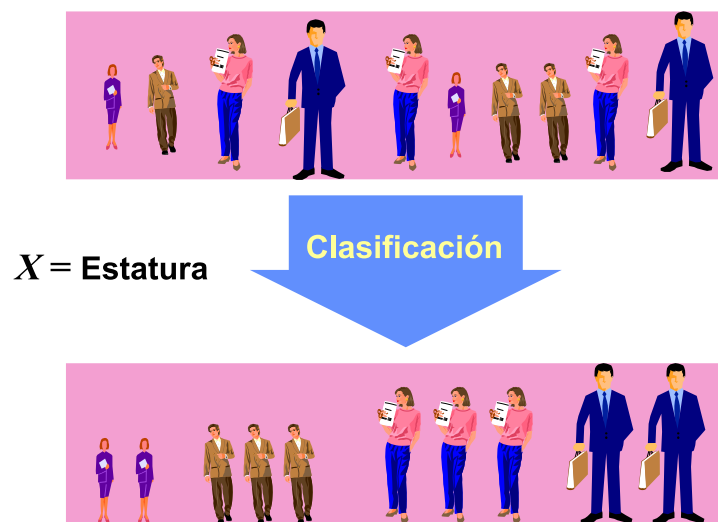 Clasificación
X = Estatura